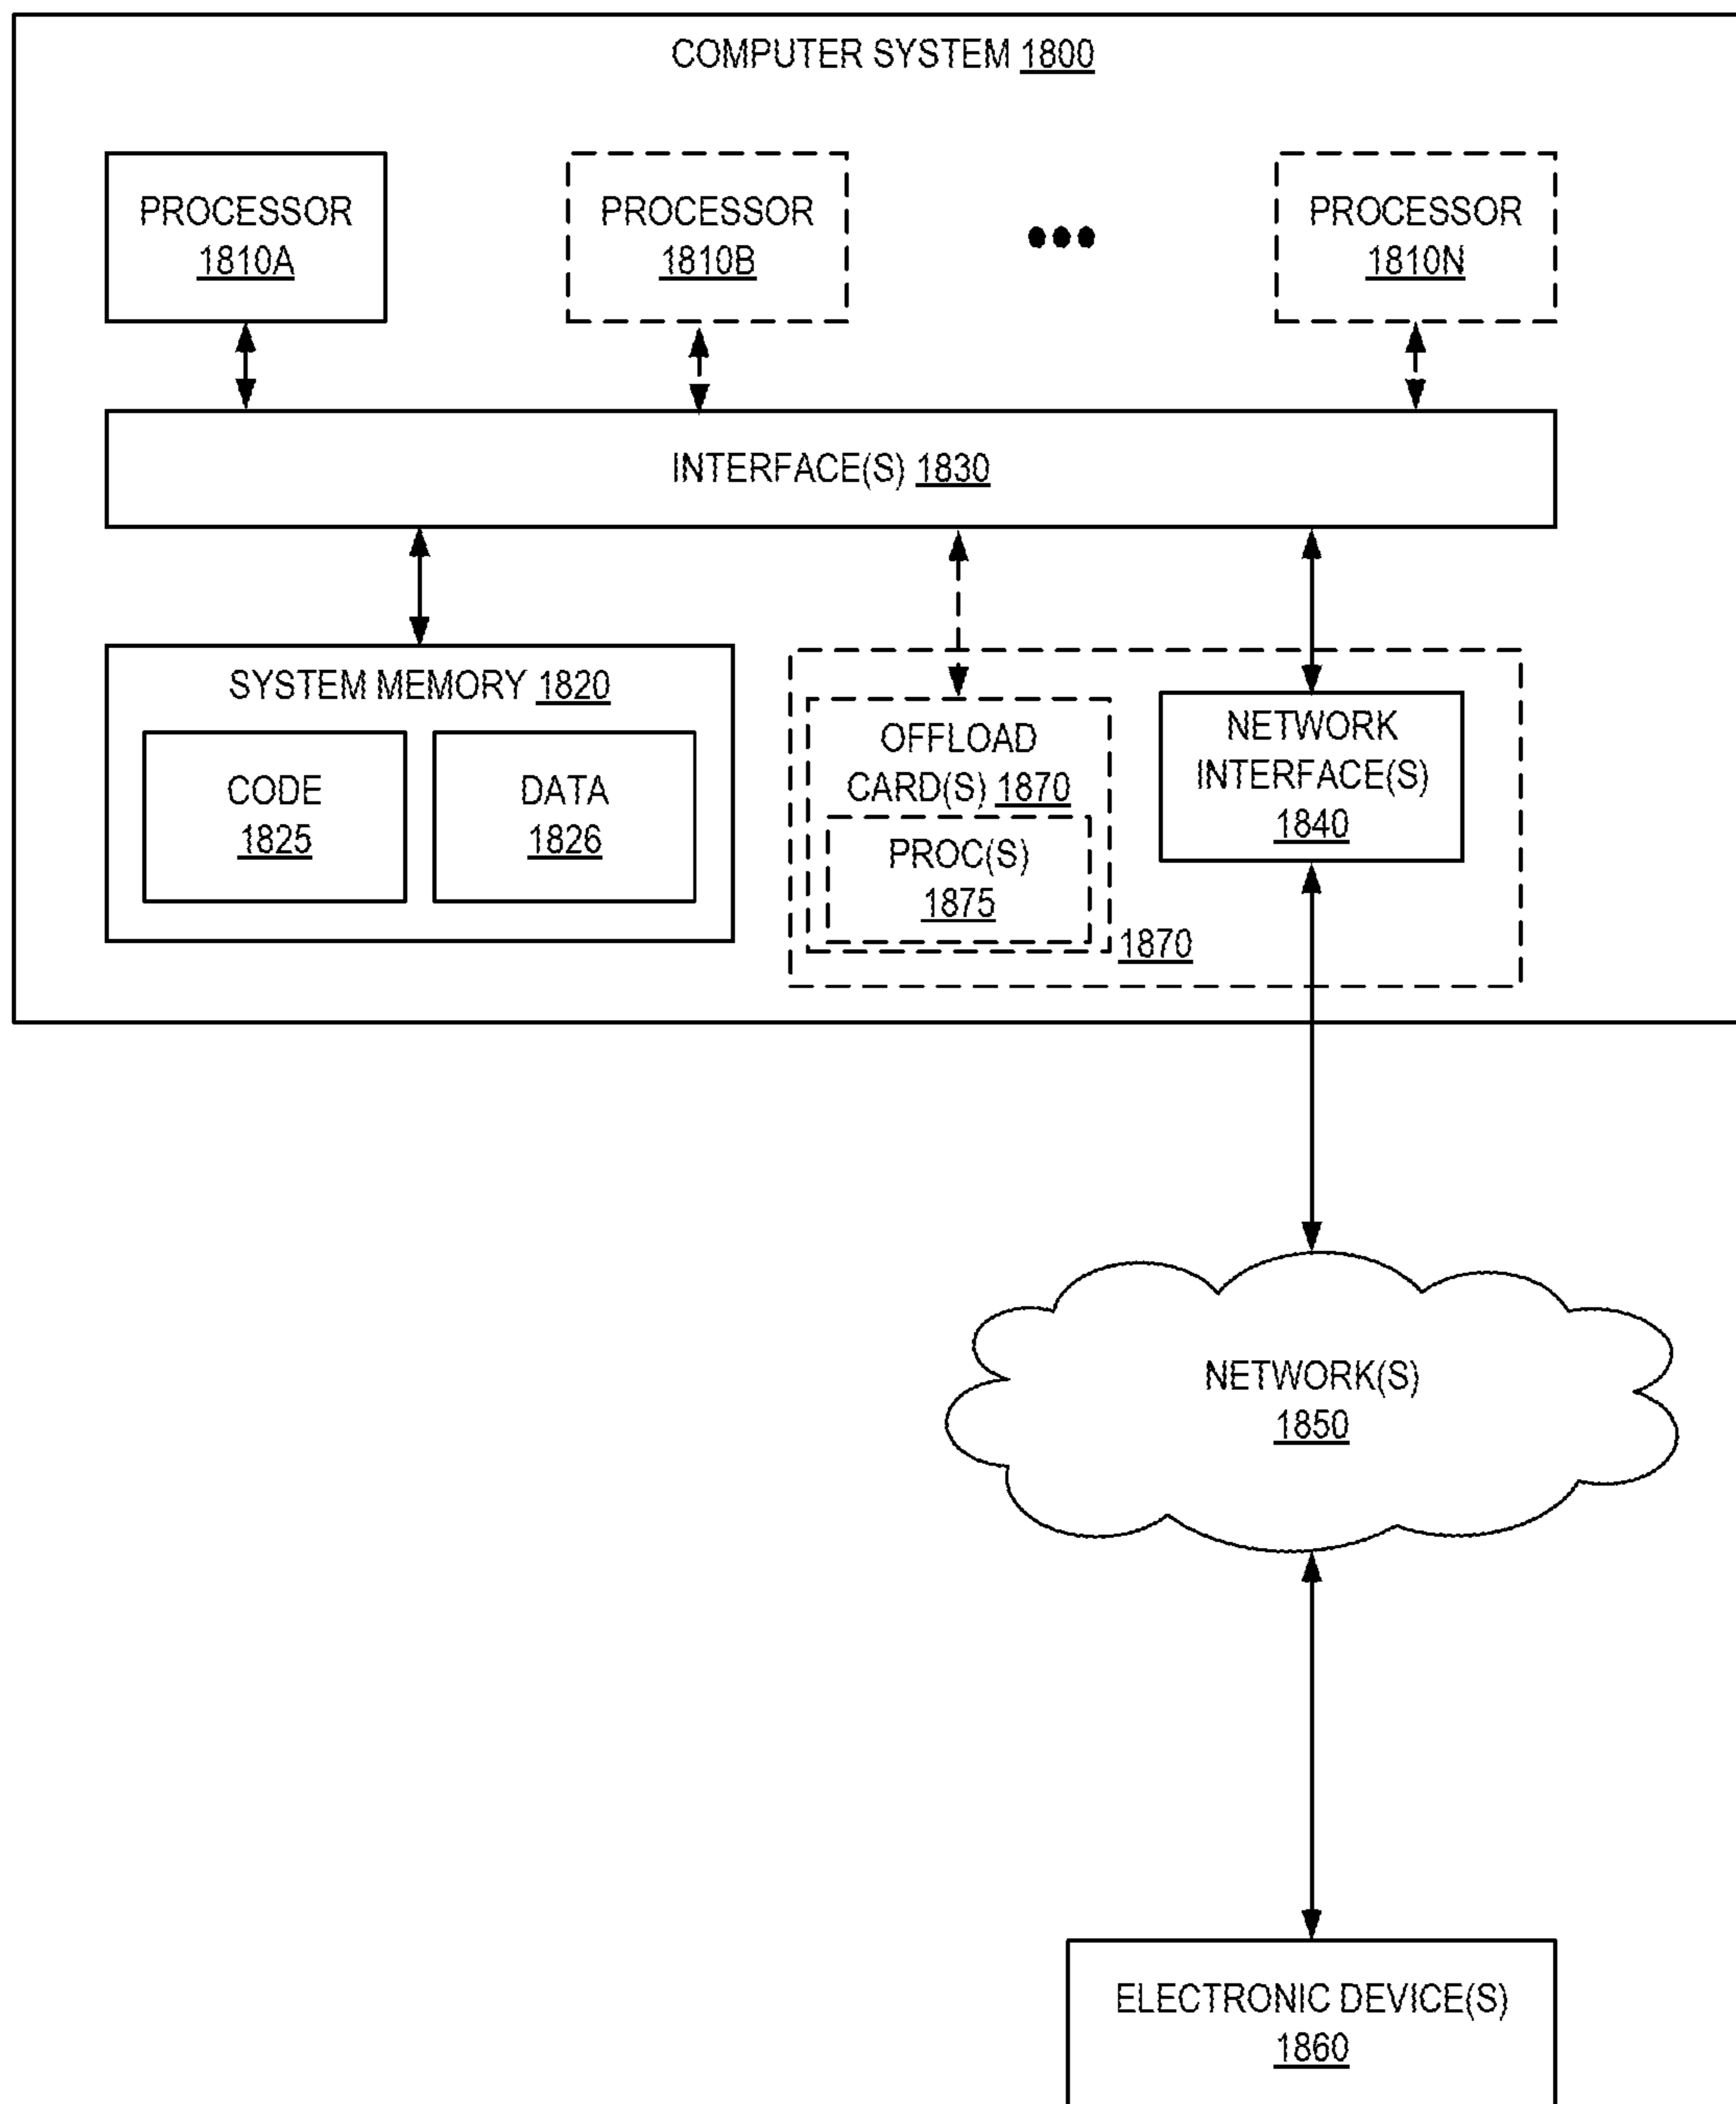 COMPUTER SYSTEM 1800
PROCESSOR
1810A
PROCESSOR
1810B
PROCESSOR
1810N
INTERFACE(S) 1830
SYSTEM MEMORY 1820
CODE
1825
DATA
1826
OFFLOAD
CARD(S) 1870
PROC(S)
1875
1870
NETWORK
INTERFACE(S)
1840
NETWORK(S)
1850
ELECTRONIC DEVICE(S)
1860